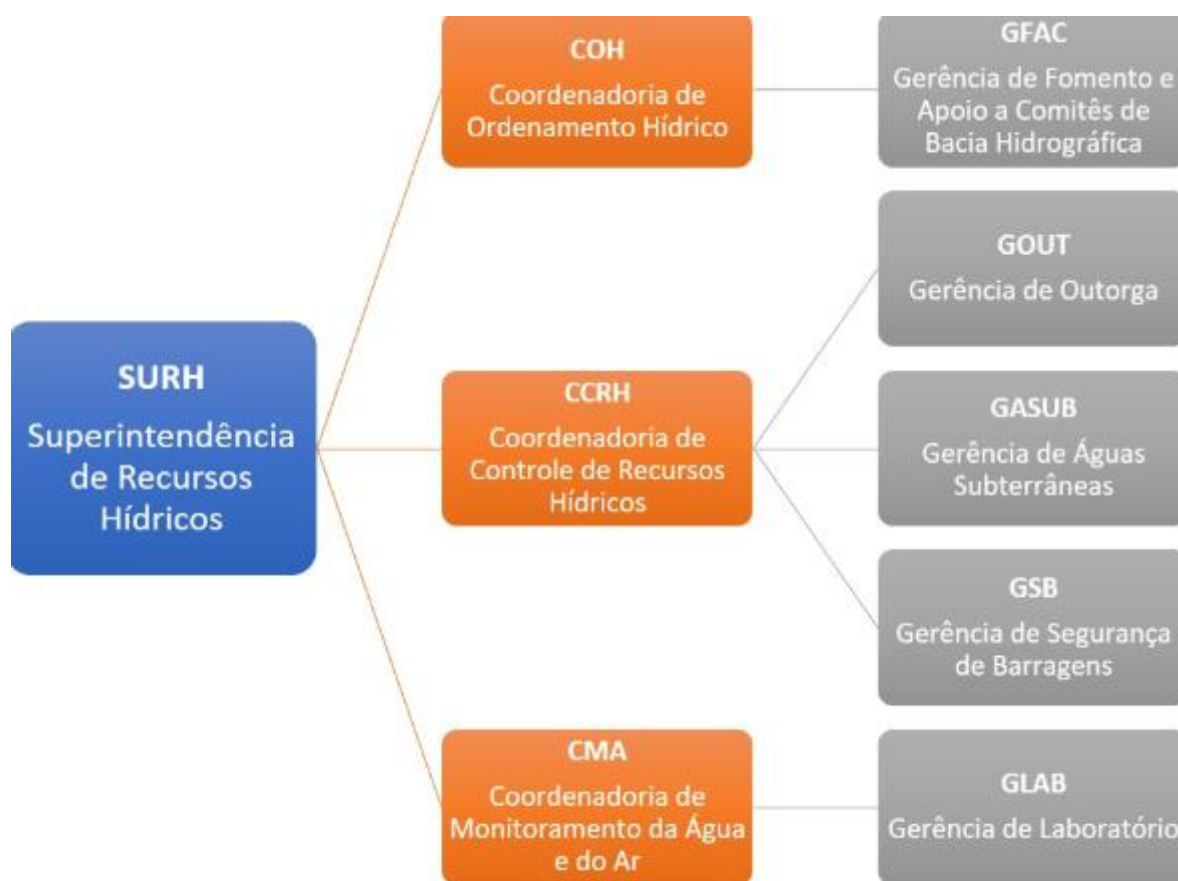 SURH
Superintendência
de Recursos
Hídricos
COH
Coordenadoria de
Ordenamento Hídrico
GFAC
Gerência de Fomento e
Apoio a Comitês de
Bacia Hidrográfica
CCRH
Coordenadoria de
Controle de Recursos
Hídricos
GOUT
Gerência de Outorga
GASUB
Gerência de Águas
Subterrâneas
GSB
Gerência de Segurança
de Barragens
CMA
Coordenadoria de
Monitoramento da Água
e do Ar
GLAB
Gerência de Laboratório